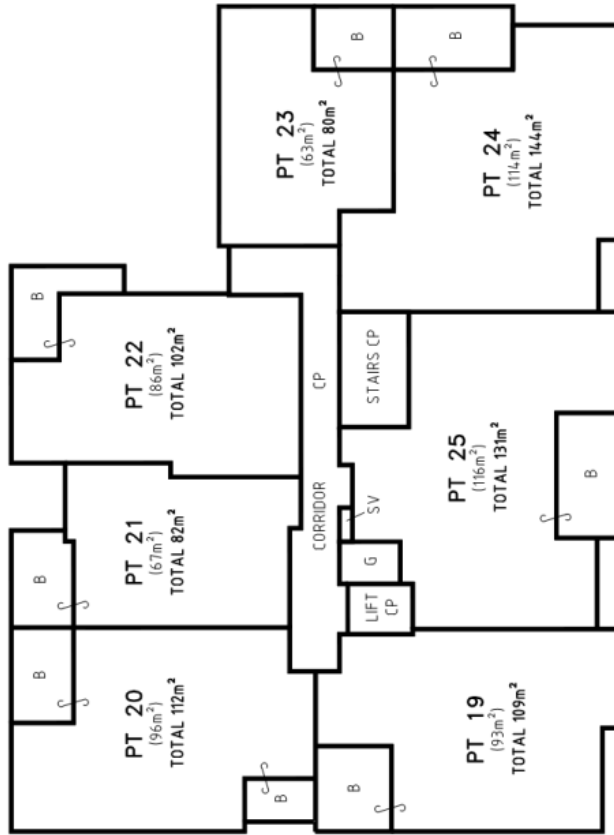 B
PT 20
(96m²)
TOTAL 112m²
B
B
PT 21
(67m²)
TOTAL 82m²
B
PT 22
(86m²)
TOTAL 102m²
PT 23
(63m²)
TOTAL 80m²
B
CORRIDOR
CP
B
PT 19
(93m²)
TOTAL 109m²
LIFT
CP
G
SV
STAIRS CP
PT 25
(116m²)
TOTAL 131m²
B
PT 24
(114m²)
TOTAL 144m²
B